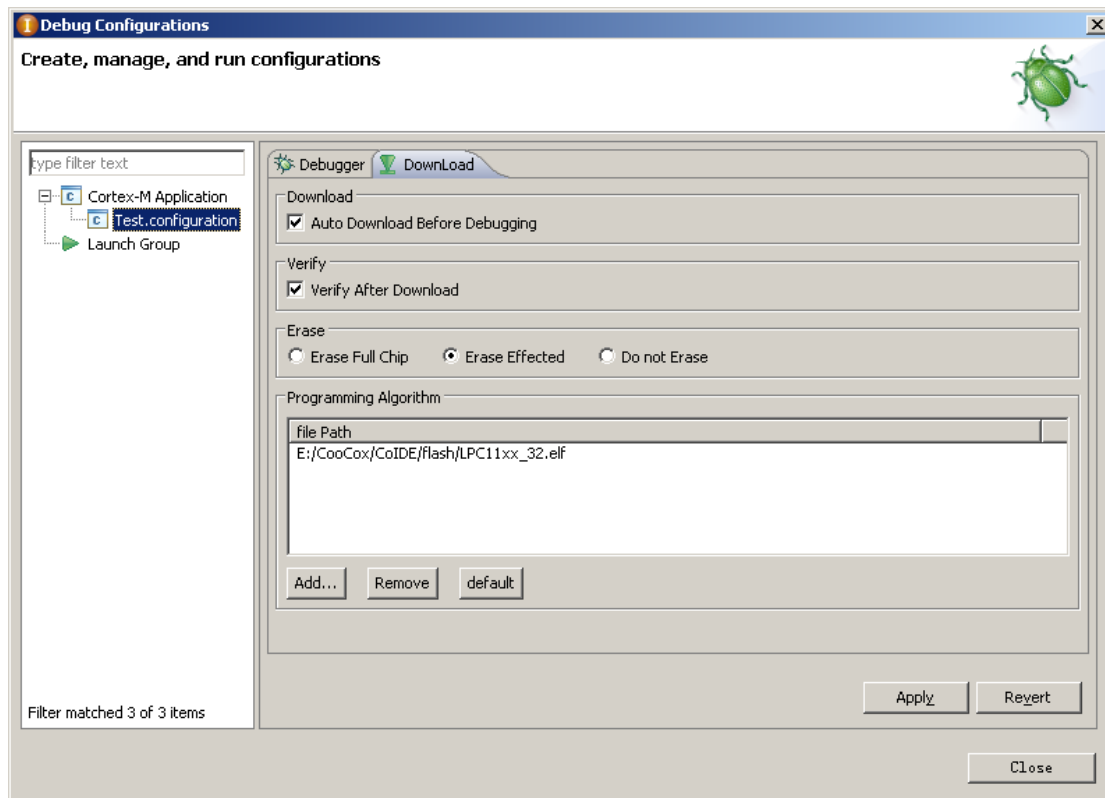 Debug Configurations
Create, manage, and run configurations
type filter text
Cortex-M Application
Test.configuration
Launch Group
Filter matched 3 of 3 items
Debugger DownLoad
Download
Auto Download Before Debugging
Verify
Verify After Download
Erase
Erase Full Chip Erase Effected Do not Erase
Programming Algorithm
file Path
E:/CooCox/CoIDE/flash/LPC11xx_32.elf
Add... Remove default
Apply Revert
Close